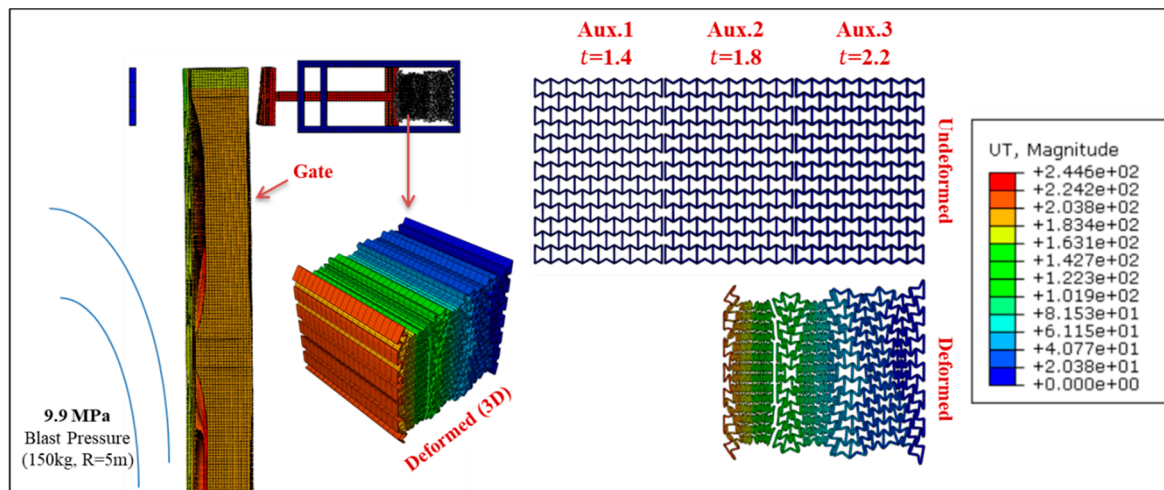 Aux.1
t=1.4
Aux.2
t=1.8
Aux.3
t=2.2
Undeformed
Gate
Deformed (3D)
Deformed
9.9 MPa
Blast Pressure
(150kg, R=5m)
UT, Magnitude
+2.446e+02
+2.242e+02
+2.038e+02
+1.834e+02
+1.631e+02
+1.427e+02
+1.223e+02
+1.019e+02
+8.153e+01
+6.115e+01
+4.077e+01
+2.038e+01
+0.000e+00